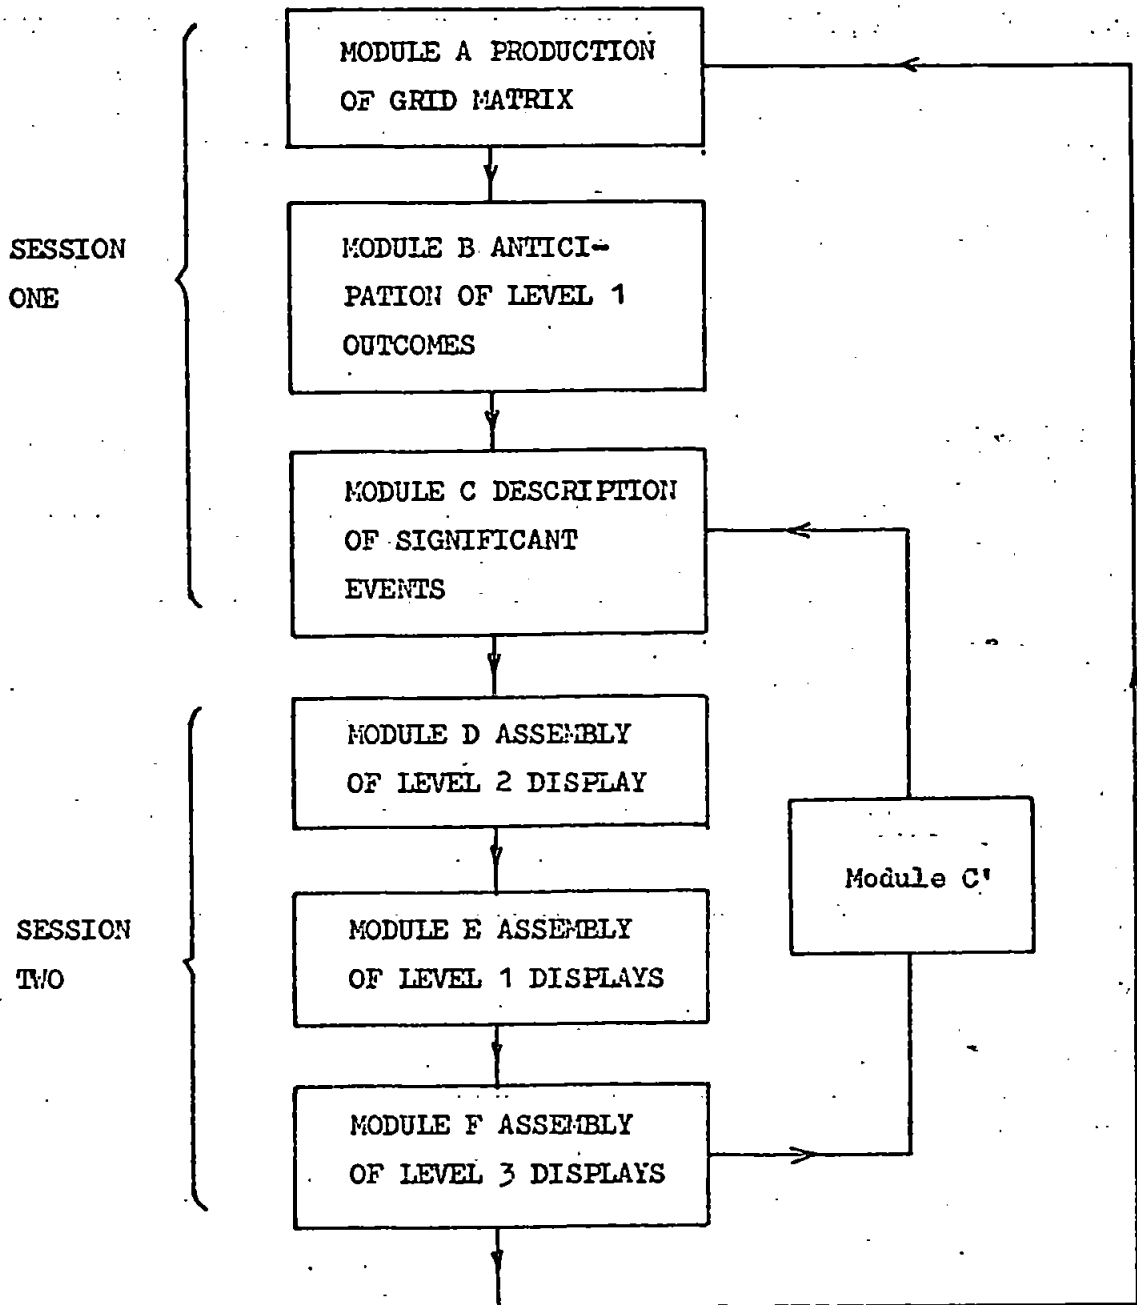 MODULE A PRODUCTION
OF GRID MATRIX
SESSION
ONE
MODULE B ANTICI-
PATION OF LEVEL 1
OUTCOMES
MODULE C DESCRIPTION
OF SIGNIFICANT
EVENTS
MODULE D ASSEMBLY
OF LEVEL 2 DISPLAY
Module C'
SESSION
TWO
MODULE E ASSEMBLY
OF LEVEL 1 DISPLAYS
MODULE F ASSEMBLY
OF LEVEL 3 DISPLAYS